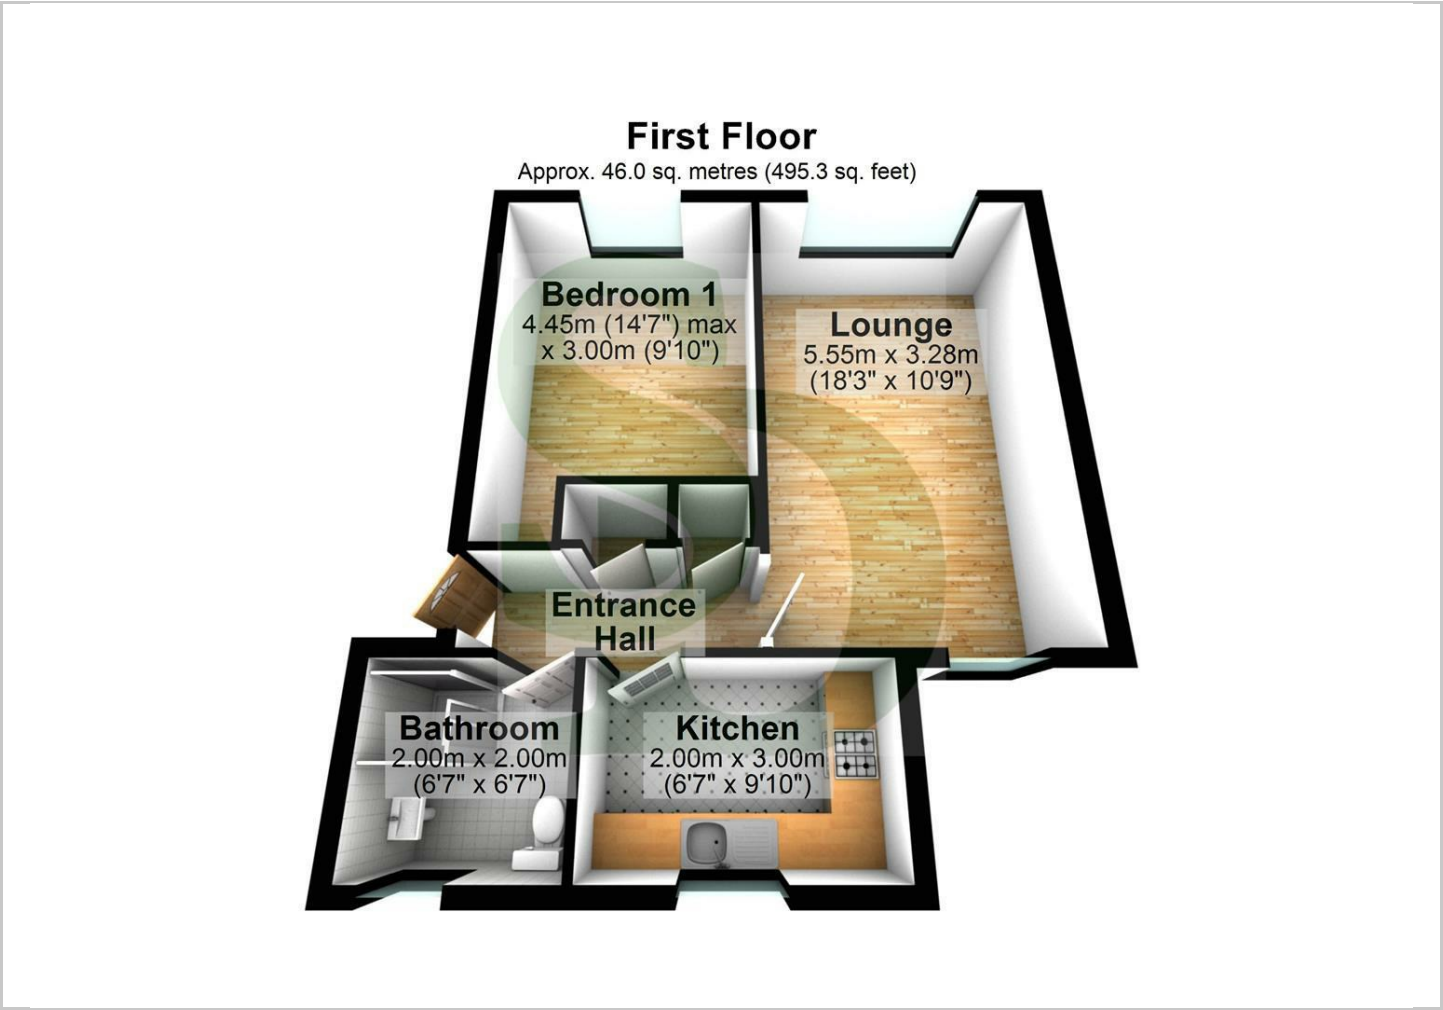 First Floor
Approx. 46.0 sq. metres (495.3 sq. feet)
Bedroom 1
4.45m (14'7") max
x 3.00m (9'10")
Lounge
5.55m x 3.28m
(18'3" x 10'9")
Entrance
Hall
Bathroom
2.00m x 2.00m
(6'7" x 6'7")
Kitchen
2.00m x 3.00m
(6'7" x 9'10")